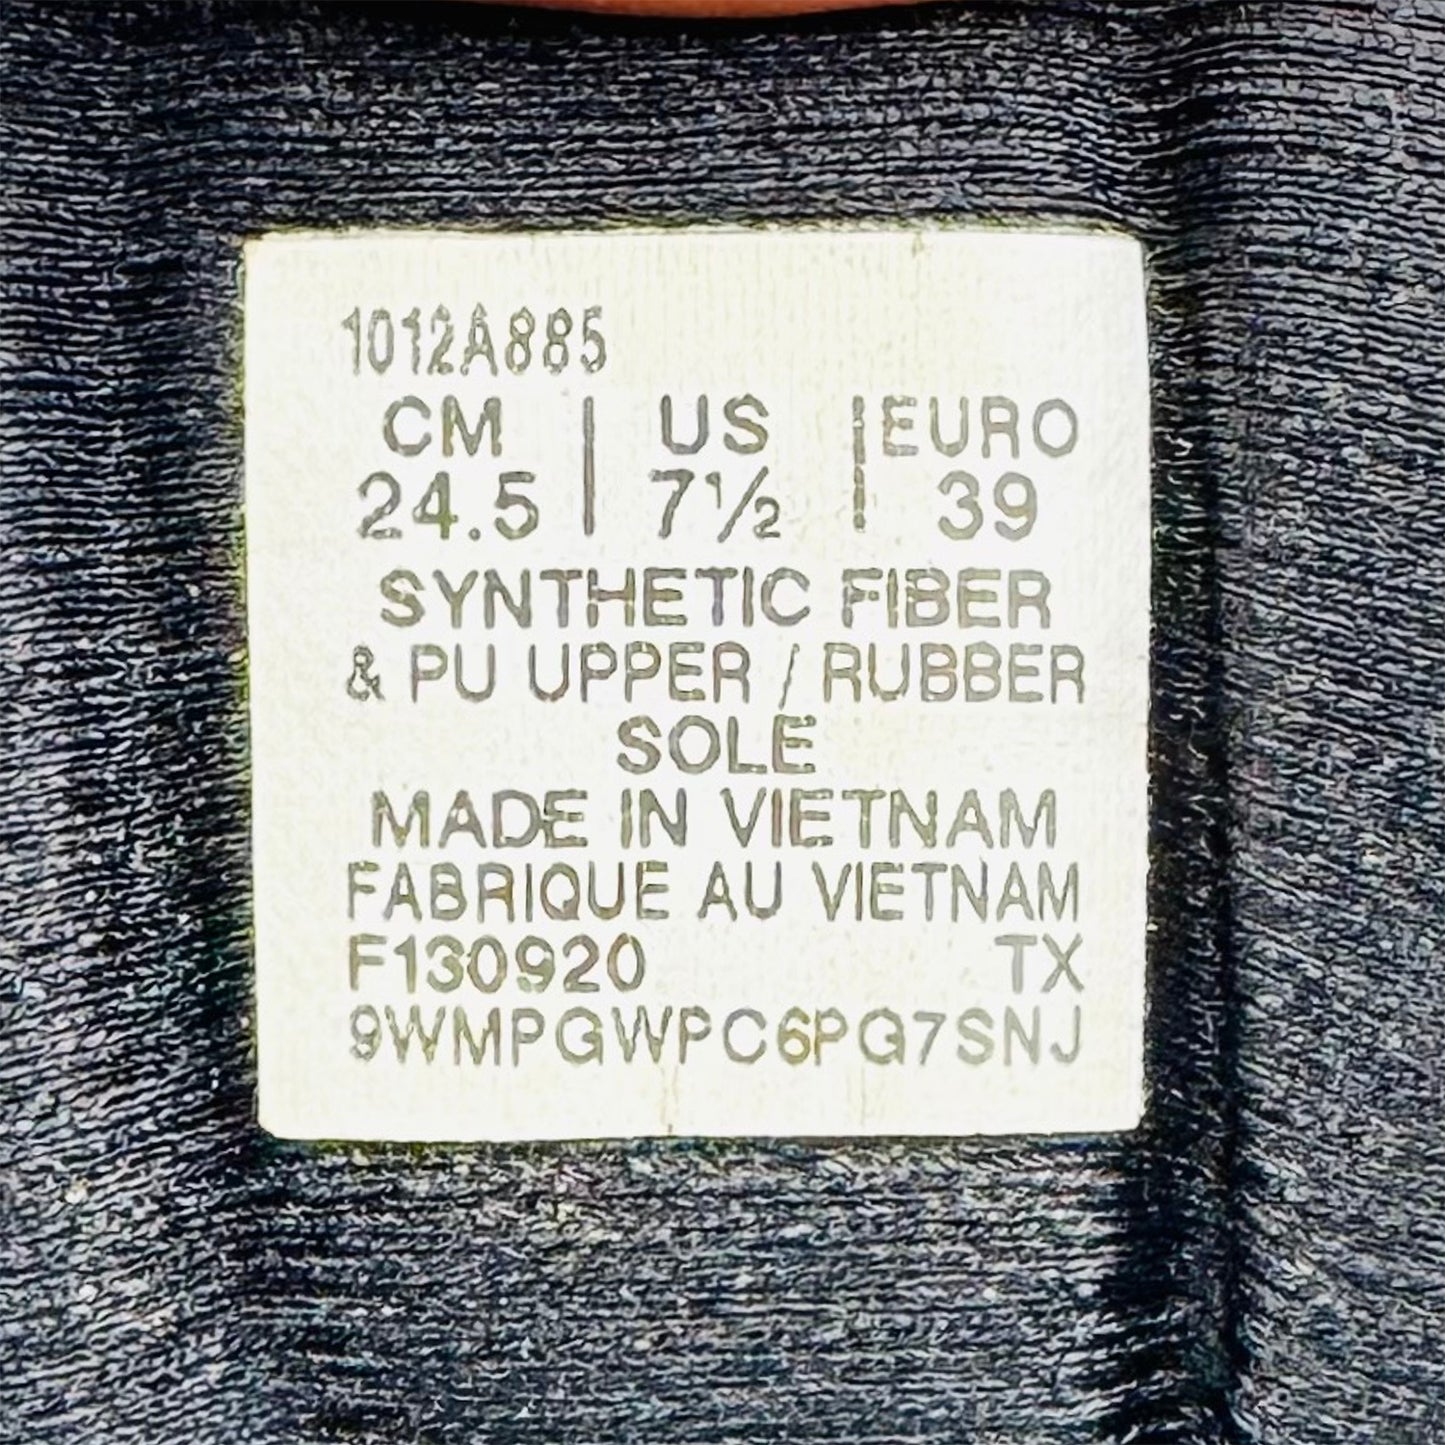 1012A885
CM | US | EURO
24.5 | 7½ | 39
SYNTHETIC FIBER
& PU UPPER / RUBBER
SOLE
MADE IN VIETNAM
FABRIQUE AU VIETNAM
F130920 TX
9WMPGWPC6PG7SNJ